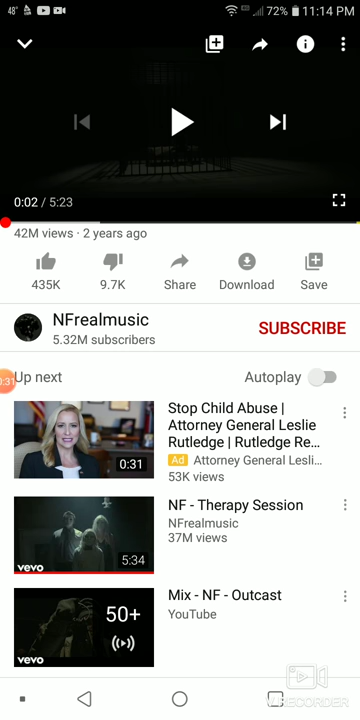 48°
72% 11:14 PM
0:02 / 5:23
42M views · 2 years ago
435K
9.7K
Share
Download
Save
NFrealmusic
5.32M subscribers
SUBSCRIBE
0:31
Up next
Autoplay
Stop Child Abuse |
Attorney General Leslie
Rutledge | Rutledge Re...
Ad Attorney General Lesli...
53K views
0:31
NF - Therapy Session
NFrealmusic
37M views
5:34
vevo
Mix - NF - Outcast
YouTube
50+
vevo
RECORDER